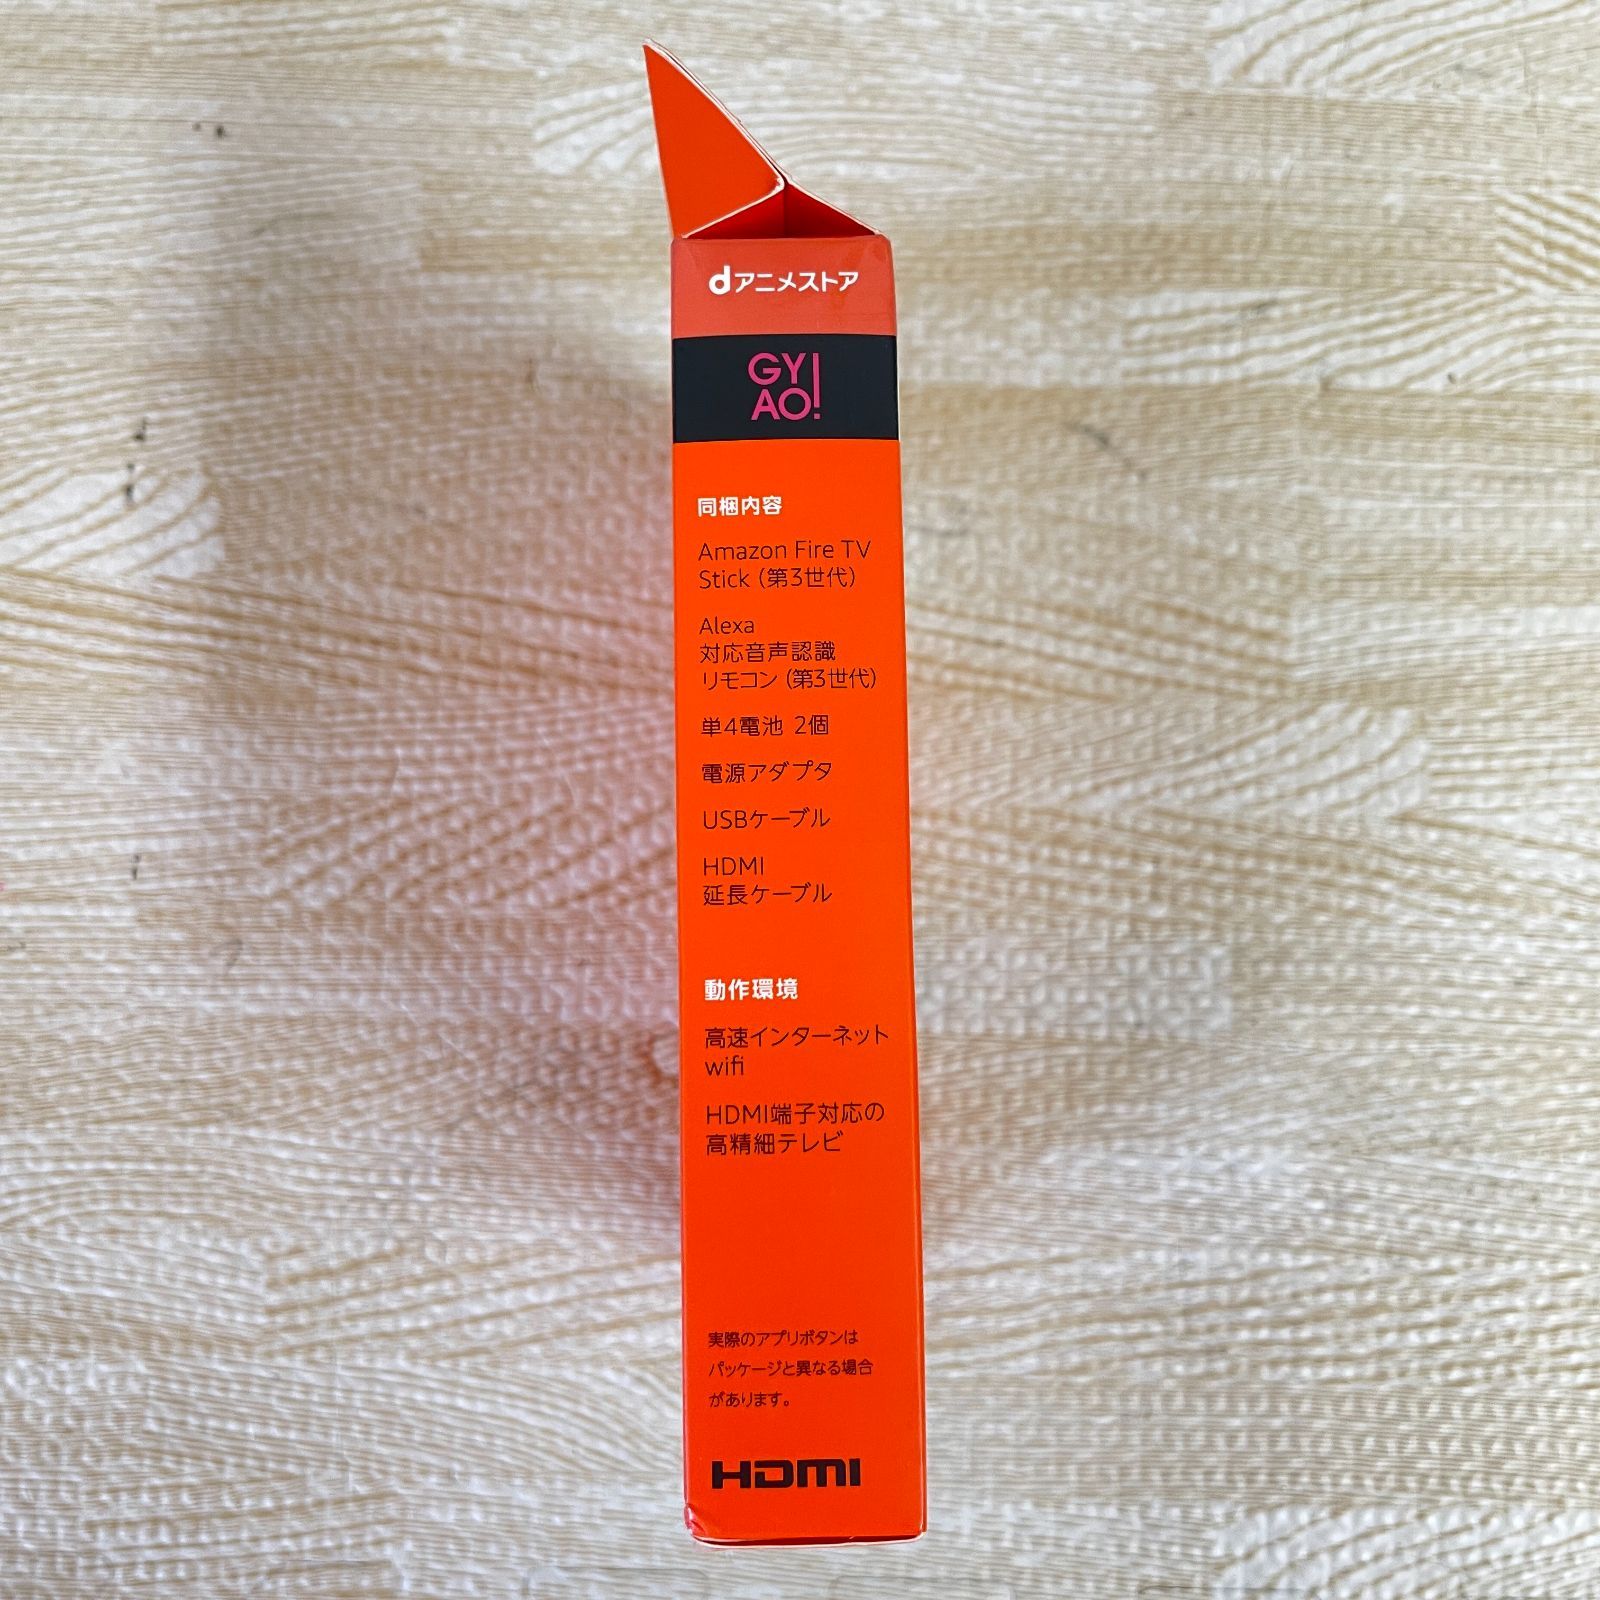 dアニメストア
GY
AO!
同梱内容
Amazon Fire TV
Stick (第3世代)
Alexa
対応音声認識
リモコン (第3世代)
単4電池 2個
電源アダプタ
USBケーブル
HDMI
延長ケーブル
動作環境
高速インターネット
wifi
HDMI端子対応の
高精細テレビ
実際のアプリボタンは
パッケージと異なる場合
があります。
HDMI